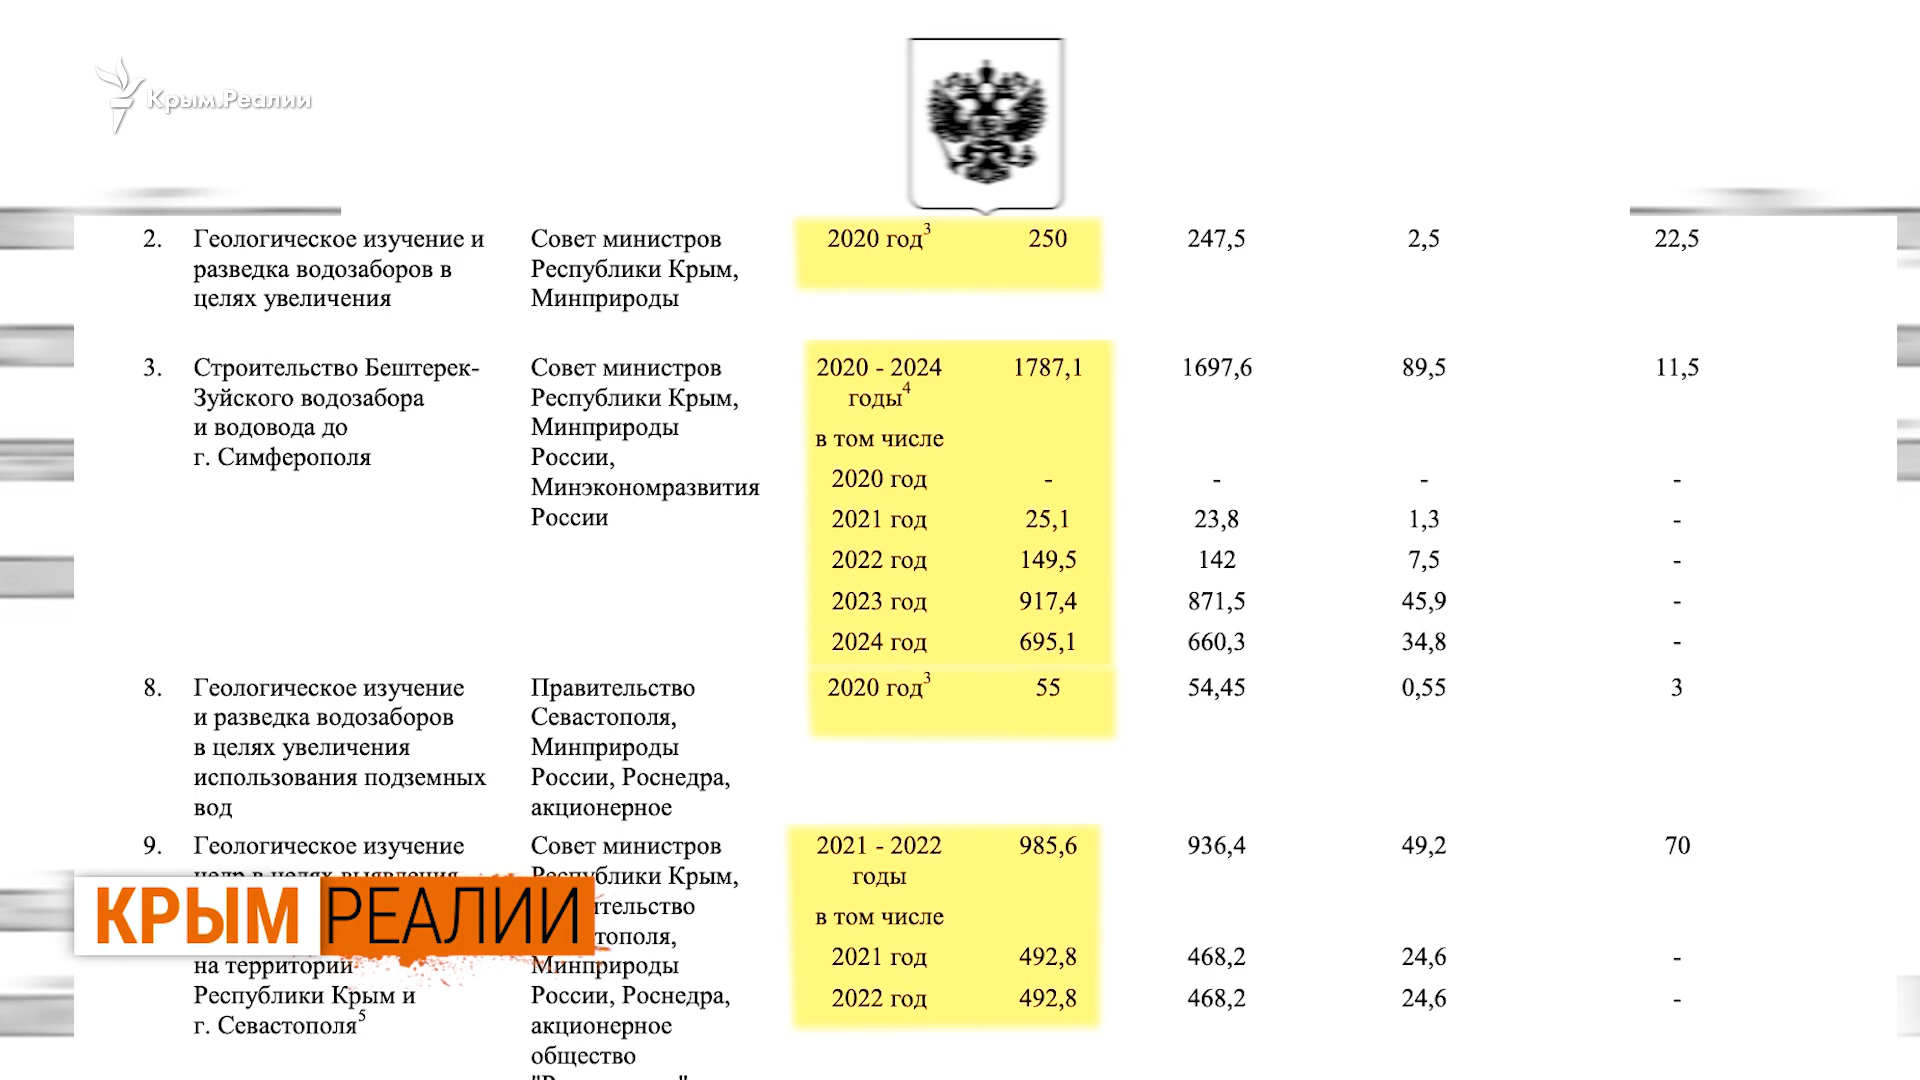 Крым.Реалии
2. Геологическое изучение и Совет министров 2020 год³ 250 247,5 2,5 22,5
разведка водозаборов в Республики Крым,
целях увеличения Минприроды
3. Строительство Бештерек- Совет министров 2020 - 2024 1787,1 1697,6 89,5 11,5
Зуйского водозабора Республики Крым, годы⁴
и водовода до Минприроды в том числе
г. Симферополя России,
2020 год - - - -
Минэкономразвития
России 2021 год 25,1 23,8 1,3 -
2022 год 149,5 142 7,5 -
2023 год 917,4 871,5 45,9 -
2024 год 695,1 660,3 34,8 -
8. Геологическое изучение Правительство 2020 год³ 55 54,45 0,55 3
и разведка водозаборов Севастополя,
в целях увеличения Минприроды
использования подземных России, Роснедра,
вод акционерное
9. Геологическое изучение Совет министров 2021 - 2022 985,6 936,4 49,2 70
недр в целях выявления Республики Крым, годы
КРЫМ РЕАЛИИ
в том числе
2021 год 492,8 468,2 24,6 -
на территории Минприроды
Республики Крым и России, Роснедра, 2022 год 492,8 468,2 24,6 -
г. Севастополя⁵ акционерное
общество